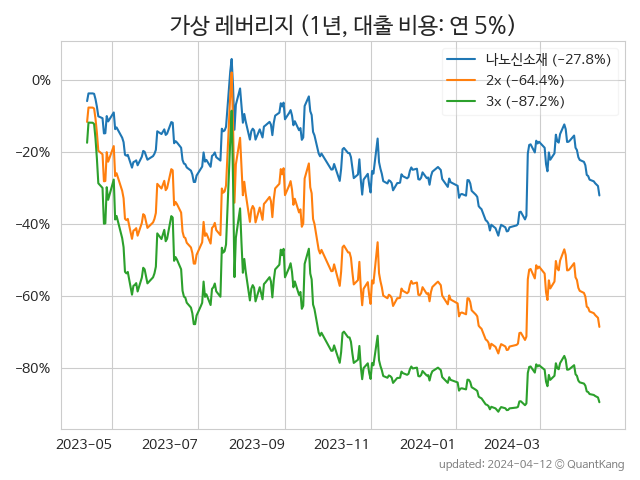 가상 레버리지 (1년, 대출 비용: 연 5%)
나노신소재 (−27.8%)
2x (−64.4%)
3x (−87.2%)
0%
−20%
−40%
−60%
−80%
2023-05 2023-07 2023-09 2023-11 2024-01 2024-03
updated: 2024-04-12 © QuantKang